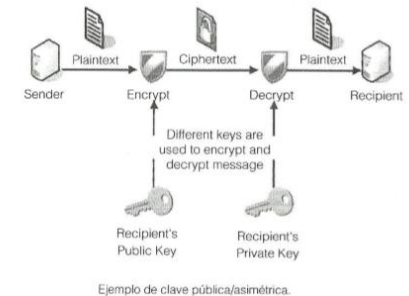 Plaintext
Ciphertext
Plaintext
Sender
Encrypt
Decrypt
Recipient
Different keys are
used to encrypt and
decrypt message
Recipient's
Public Key
Recipient's
Private Key
Ejemplo de clave pública/asimétrica.